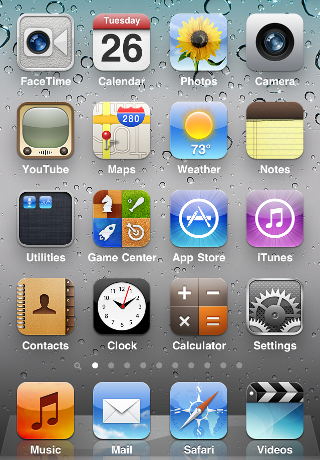 FaceTime
Tuesday
26
Calendar
Photos
Camera
YouTube
280
Maps
73°
Weather
Notes
Utilities
Game Center
App Store
iTunes
Contacts
Clock
Calculator
Settings
Music
Mail
Safari
Videos